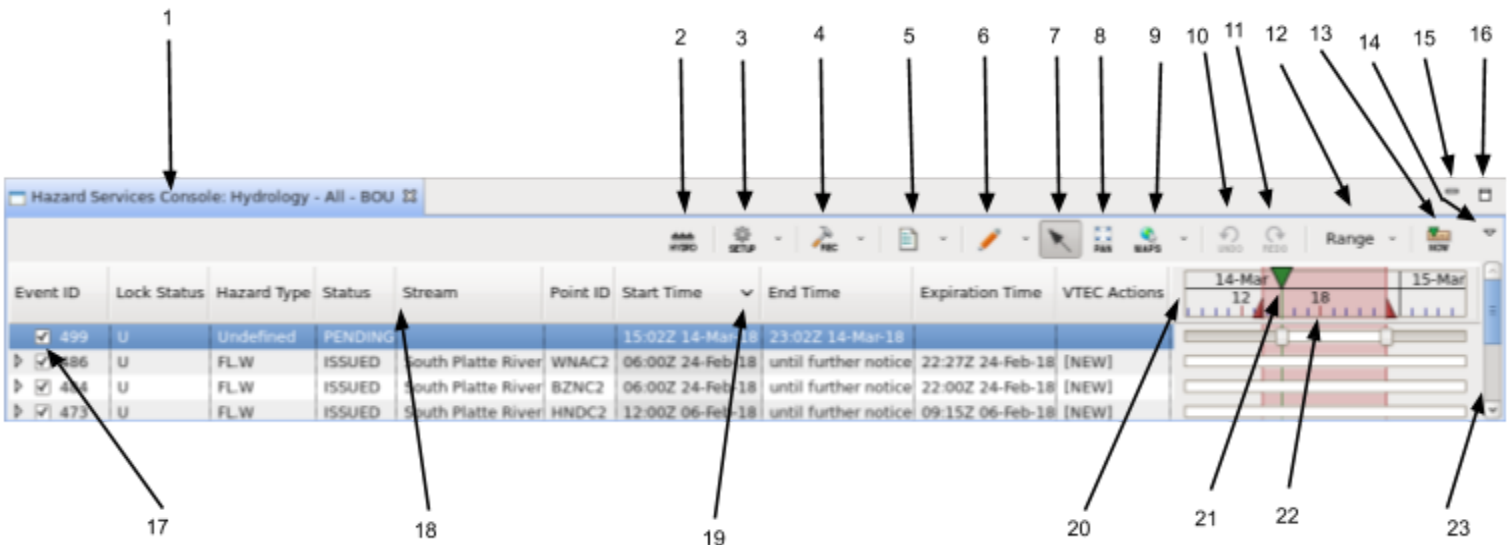 1
2 3 4 5 6 7 8 9 10 11 12 13 14 15 16
Hazard Services Console: Hydrology - All - BOU
HYDRO SETUP REC PAN MAPS UNDO REDO Range NOW
Event ID Lock Status Hazard Type Status Stream Point ID Start Time End Time Expiration Time VTEC Actions 14-Mar 15-Mar
12 18
499 U Undefined PENDING 15:02Z 14-Mar-18 23:02Z 14-Mar-18
486 U FL.W ISSUED South Platte River WNAC2 06:00Z 24-Feb-18 until further notice 22:27Z 24-Feb-18 [NEW]
U FL.W ISSUED South Platte River BZNC2 06:00Z 24-Feb-18 until further notice 22:00Z 24-Feb-18 [NEW]
473 U FL.W ISSUED South Platte River HNDC2 12:00Z 06-Feb-18 until further notice 09:15Z 06-Feb-18 [NEW]
17 18 19 20 21 22 23